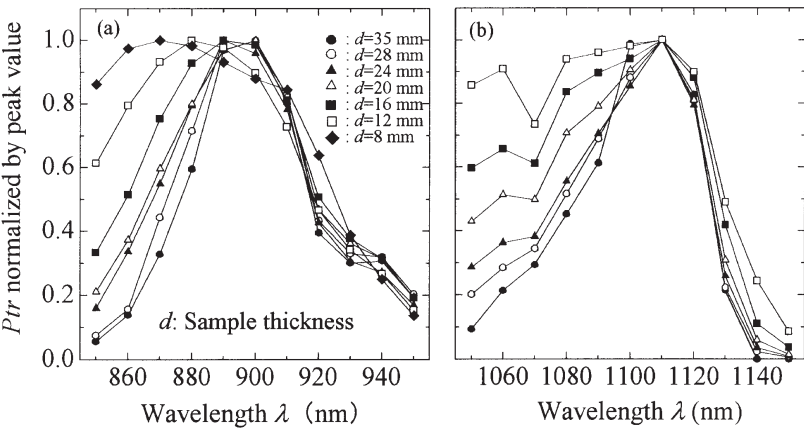 (a)
(b)
Ptr normalized by peak value
1.0
0.8
0.6
0.4
0.2
0.0
: d=35 mm
: d=28 mm
: d=24 mm
: d=20 mm
: d=16 mm
: d=12 mm
: d=8 mm
d: Sample thickness
860 880 900 920 940
1060 1080 1100 1120 1140
Wavelength λ (nm)
Wavelength λ (nm)